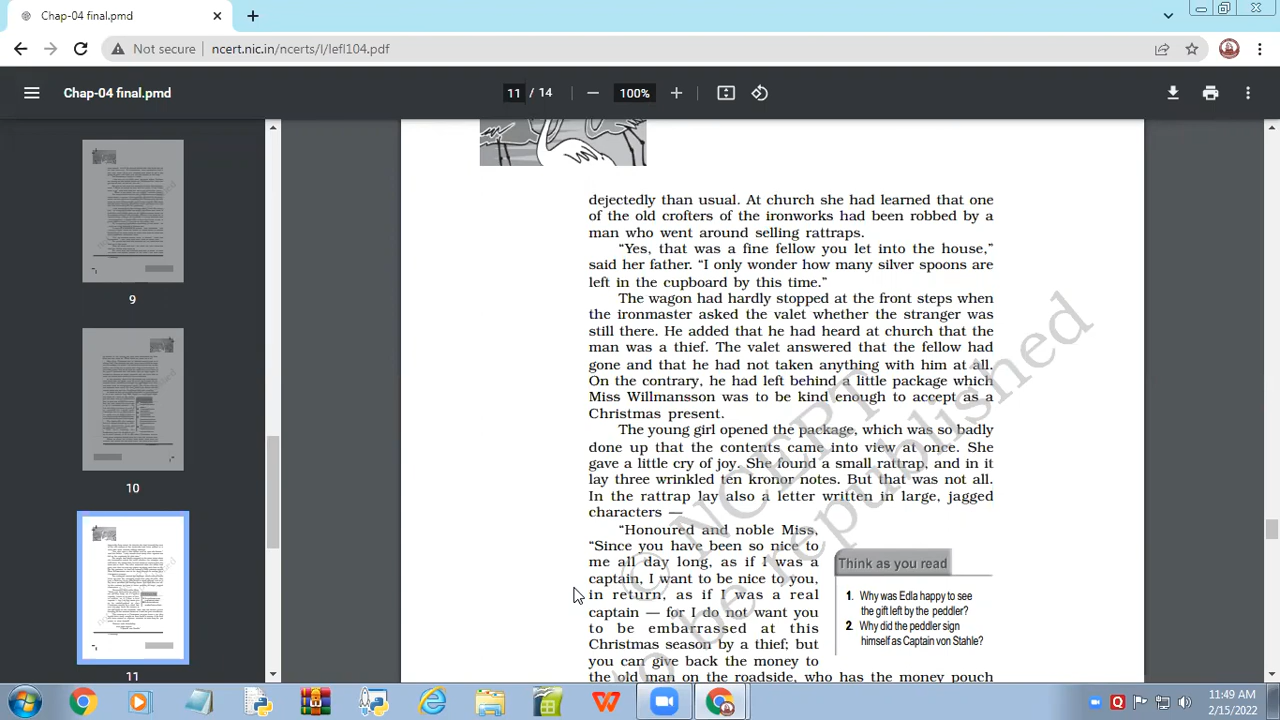 Chap-04 final.pmd
Not secure
ncert.nic.in/ncerts/l/lefl104.pdf
Chap-04 final.pmd
11 / 14
100%
9
10
11
dejectedly than usual. At church she had learned that one
of the old crofters of the ironworks had been robbed by a
man who went around selling rattraps.
“Yes, that was a fine fellow you let into the house,”
said her father. “I only wonder how many silver spoons are
left in the cupboard by this time.”
The wagon had hardly stopped at the front steps when
the ironmaster asked the valet whether the stranger was
still there. He added that he had heard at church that the
man was a thief. The valet answered that the fellow had
gone and that he had not taken anything with him at all.
On the contrary, he had left behind a little package which
Miss Willmansson was to be kind enough to accept as a
Christmas present.
The young girl opened the package, which was so badly
done up that the contents came into view at once. She
gave a little cry of joy. She found a small rattrap, and in it
lay three wrinkled ten kronor notes. But that was not all.
In the rattrap lay also a letter written in large, jagged
characters —
“Honoured and noble Miss,
“Since you have been so nice to
me all day long, as if I was a
captain, I want to be nice to you,
in return, as if I was a real
captain — for I do not want you
to be embarrassed at this
Christmas season by a thief; but
you can give back the money to
the old man on the roadside, who has the money pouch
Think as you read
1. Why was Edla happy to see
the gift left by the peddler?
2. Why did the peddler sign
himself as Captain von Stahle?
NCERT
be republished
11:49 AM
2/15/2022